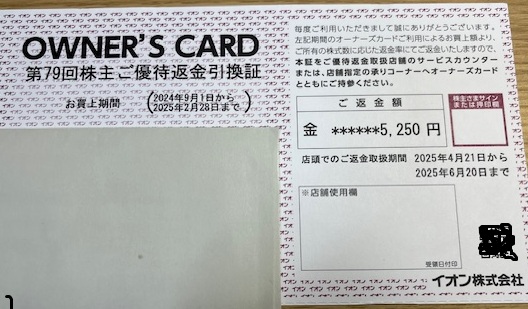 OWNER'S CARD
第79回株主ご優待返金引換証
お買上期間 (2024年9月1日から
2025年2月28日まで)
毎度ご利用いただきまして誠にありがとうございます。
左記期間のオーナーズカードご利用によるお買上額より、
ご所有の株式数に応じた返金率にてご返金いたしますので、
本証をご優待取扱店舗のサービスカウンター
または、店舗指定の承りコーナーへオーナーズカード
とともにご持参ください。
ご返金額
金 ******5,250 円
株主さまサイン
または押印欄
店頭でのご返金取扱期間 2025年4月21日から
2025年6月20日まで
※店舗使用欄
受領日付印
イオン株式会社